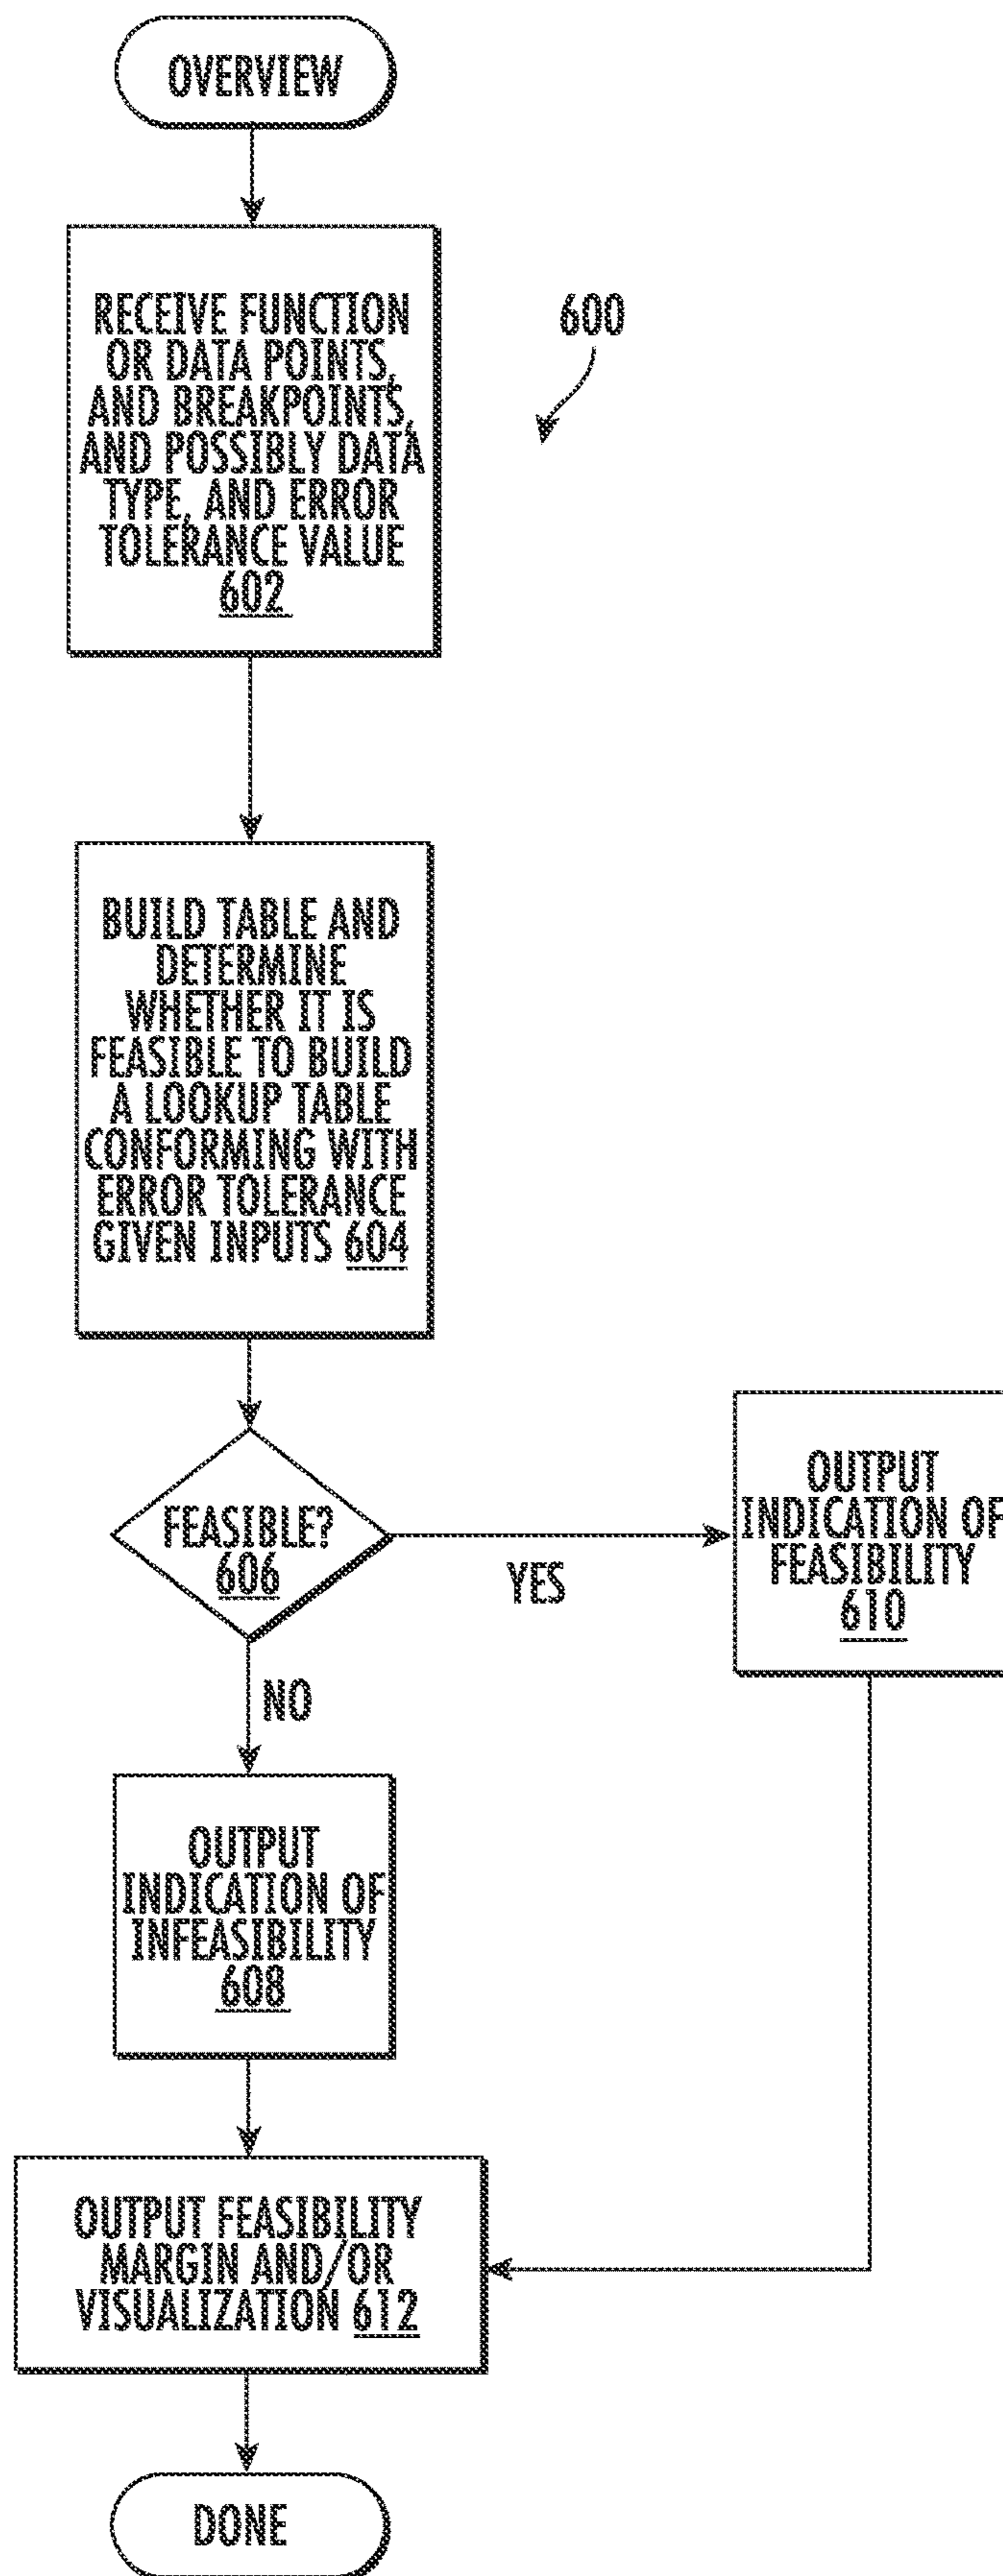 OVERVIEW
RECEIVE FUNCTION
OR DATA POINTS,
AND BREAKPOINTS,
AND POSSIBLY DATA
TYPE, AND ERROR
TOLERANCE VALUE
602
600
BUILD TABLE AND
DETERMINE
WHETHER IT IS
FEASIBLE TO BUILD
A LOOKUP TABLE
CONFORMING WITH
ERROR TOLERANCE
GIVEN INPUTS 604
FEASIBLE?
606
YES
OUTPUT
INDICATION OF
FEASIBILITY
610
NO
OUTPUT
INDICATION OF
INFEASIBILITY
608
OUTPUT FEASIBILITY
MARGIN AND/OR
VISUALIZATION 612
DONE